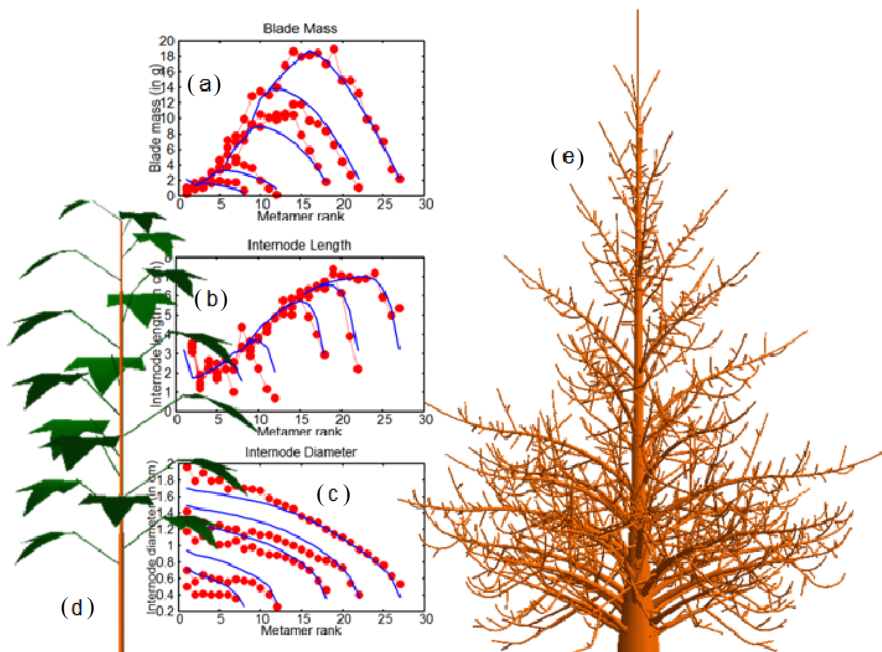 Blade Mass
(a)
Blade mass (in g)
20
18
16
14
12
10
8
6
4
2
0
0 5 10 15 20 25 30
Metamer rank
(e)
Internode Length
(b)
Internode length (in cm)
8
6
5
4
3
2
1
0
0 5 10 15 20 25 30
Metamer rank
Internode Diameter
(c)
Internode diameter (in cm)
2
1.8
1.6
1.4
1.2
1
0.8
0.6
0.4
0.2
0 5 10 15 20 25 30
Metamer rank
(d)